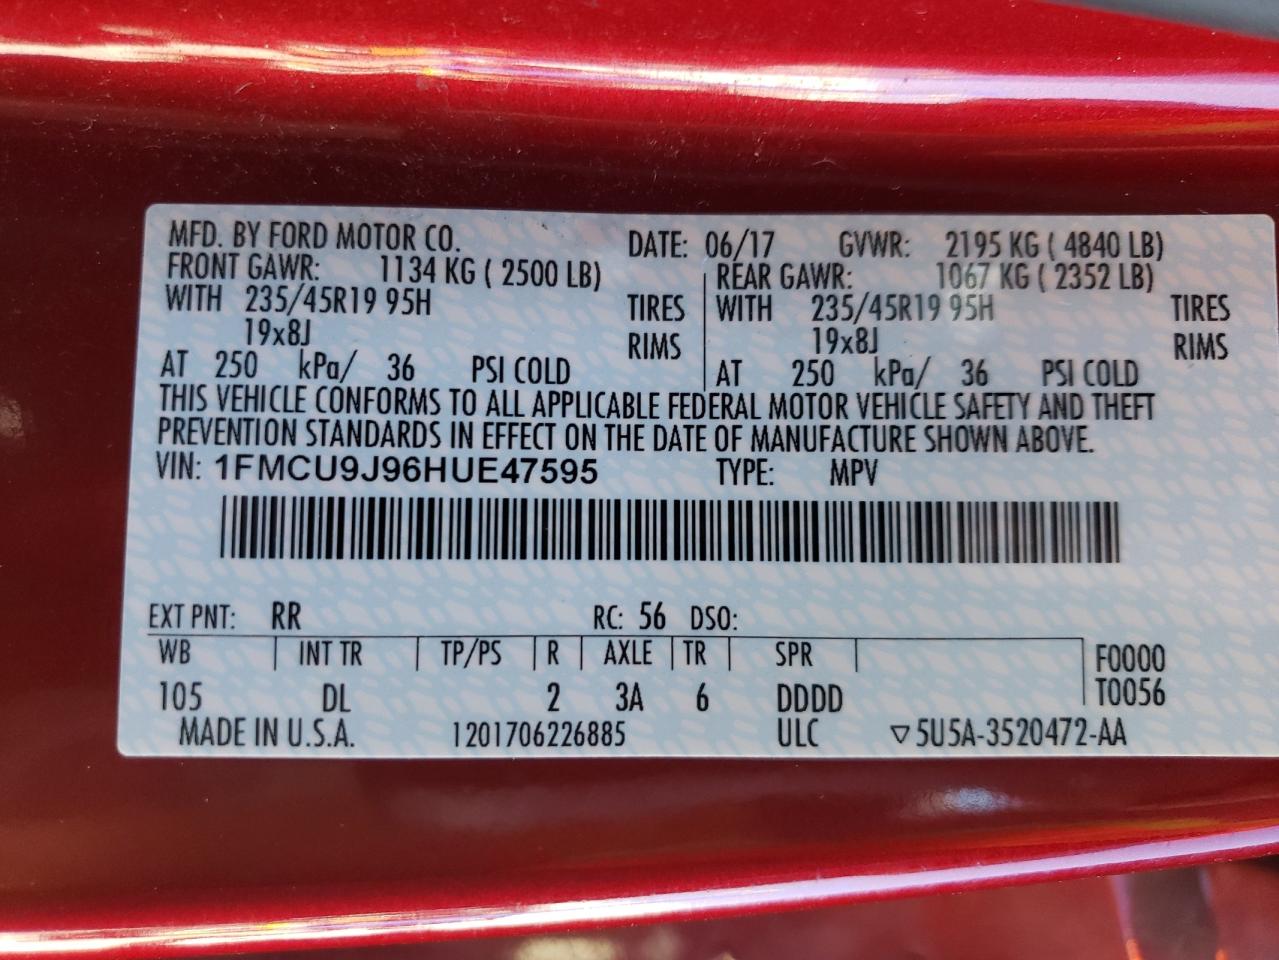 MFD. BY FORD MOTOR CO. DATE: 06/17 GVWR: 2195 KG ( 4840 LB)
FRONT GAWR: 1134 KG ( 2500 LB) REAR GAWR: 1067 KG ( 2352 LB)
WITH 235/45R19 95H TIRES WITH 235/45R19 95H TIRES
19x8J RIMS 19x8J RIMS
AT 250 kPa/ 36 PSI COLD AT 250 kPa/ 36 PSI COLD
THIS VEHICLE CONFORMS TO ALL APPLICABLE FEDERAL MOTOR VEHICLE SAFETY AND THEFT
PREVENTION STANDARDS IN EFFECT ON THE DATE OF MANUFACTURE SHOWN ABOVE.
VIN: 1FMCU9J96HUE47595 TYPE: MPV
EXT PNT: RR RC: 56 DSO:
WB INT TR TP/PS R AXLE TR SPR F0000
105 DL 2 3A 6 DDDD T0056
MADE IN U.S.A. 1201706226885 ULC ▽5U5A-3520472-AA